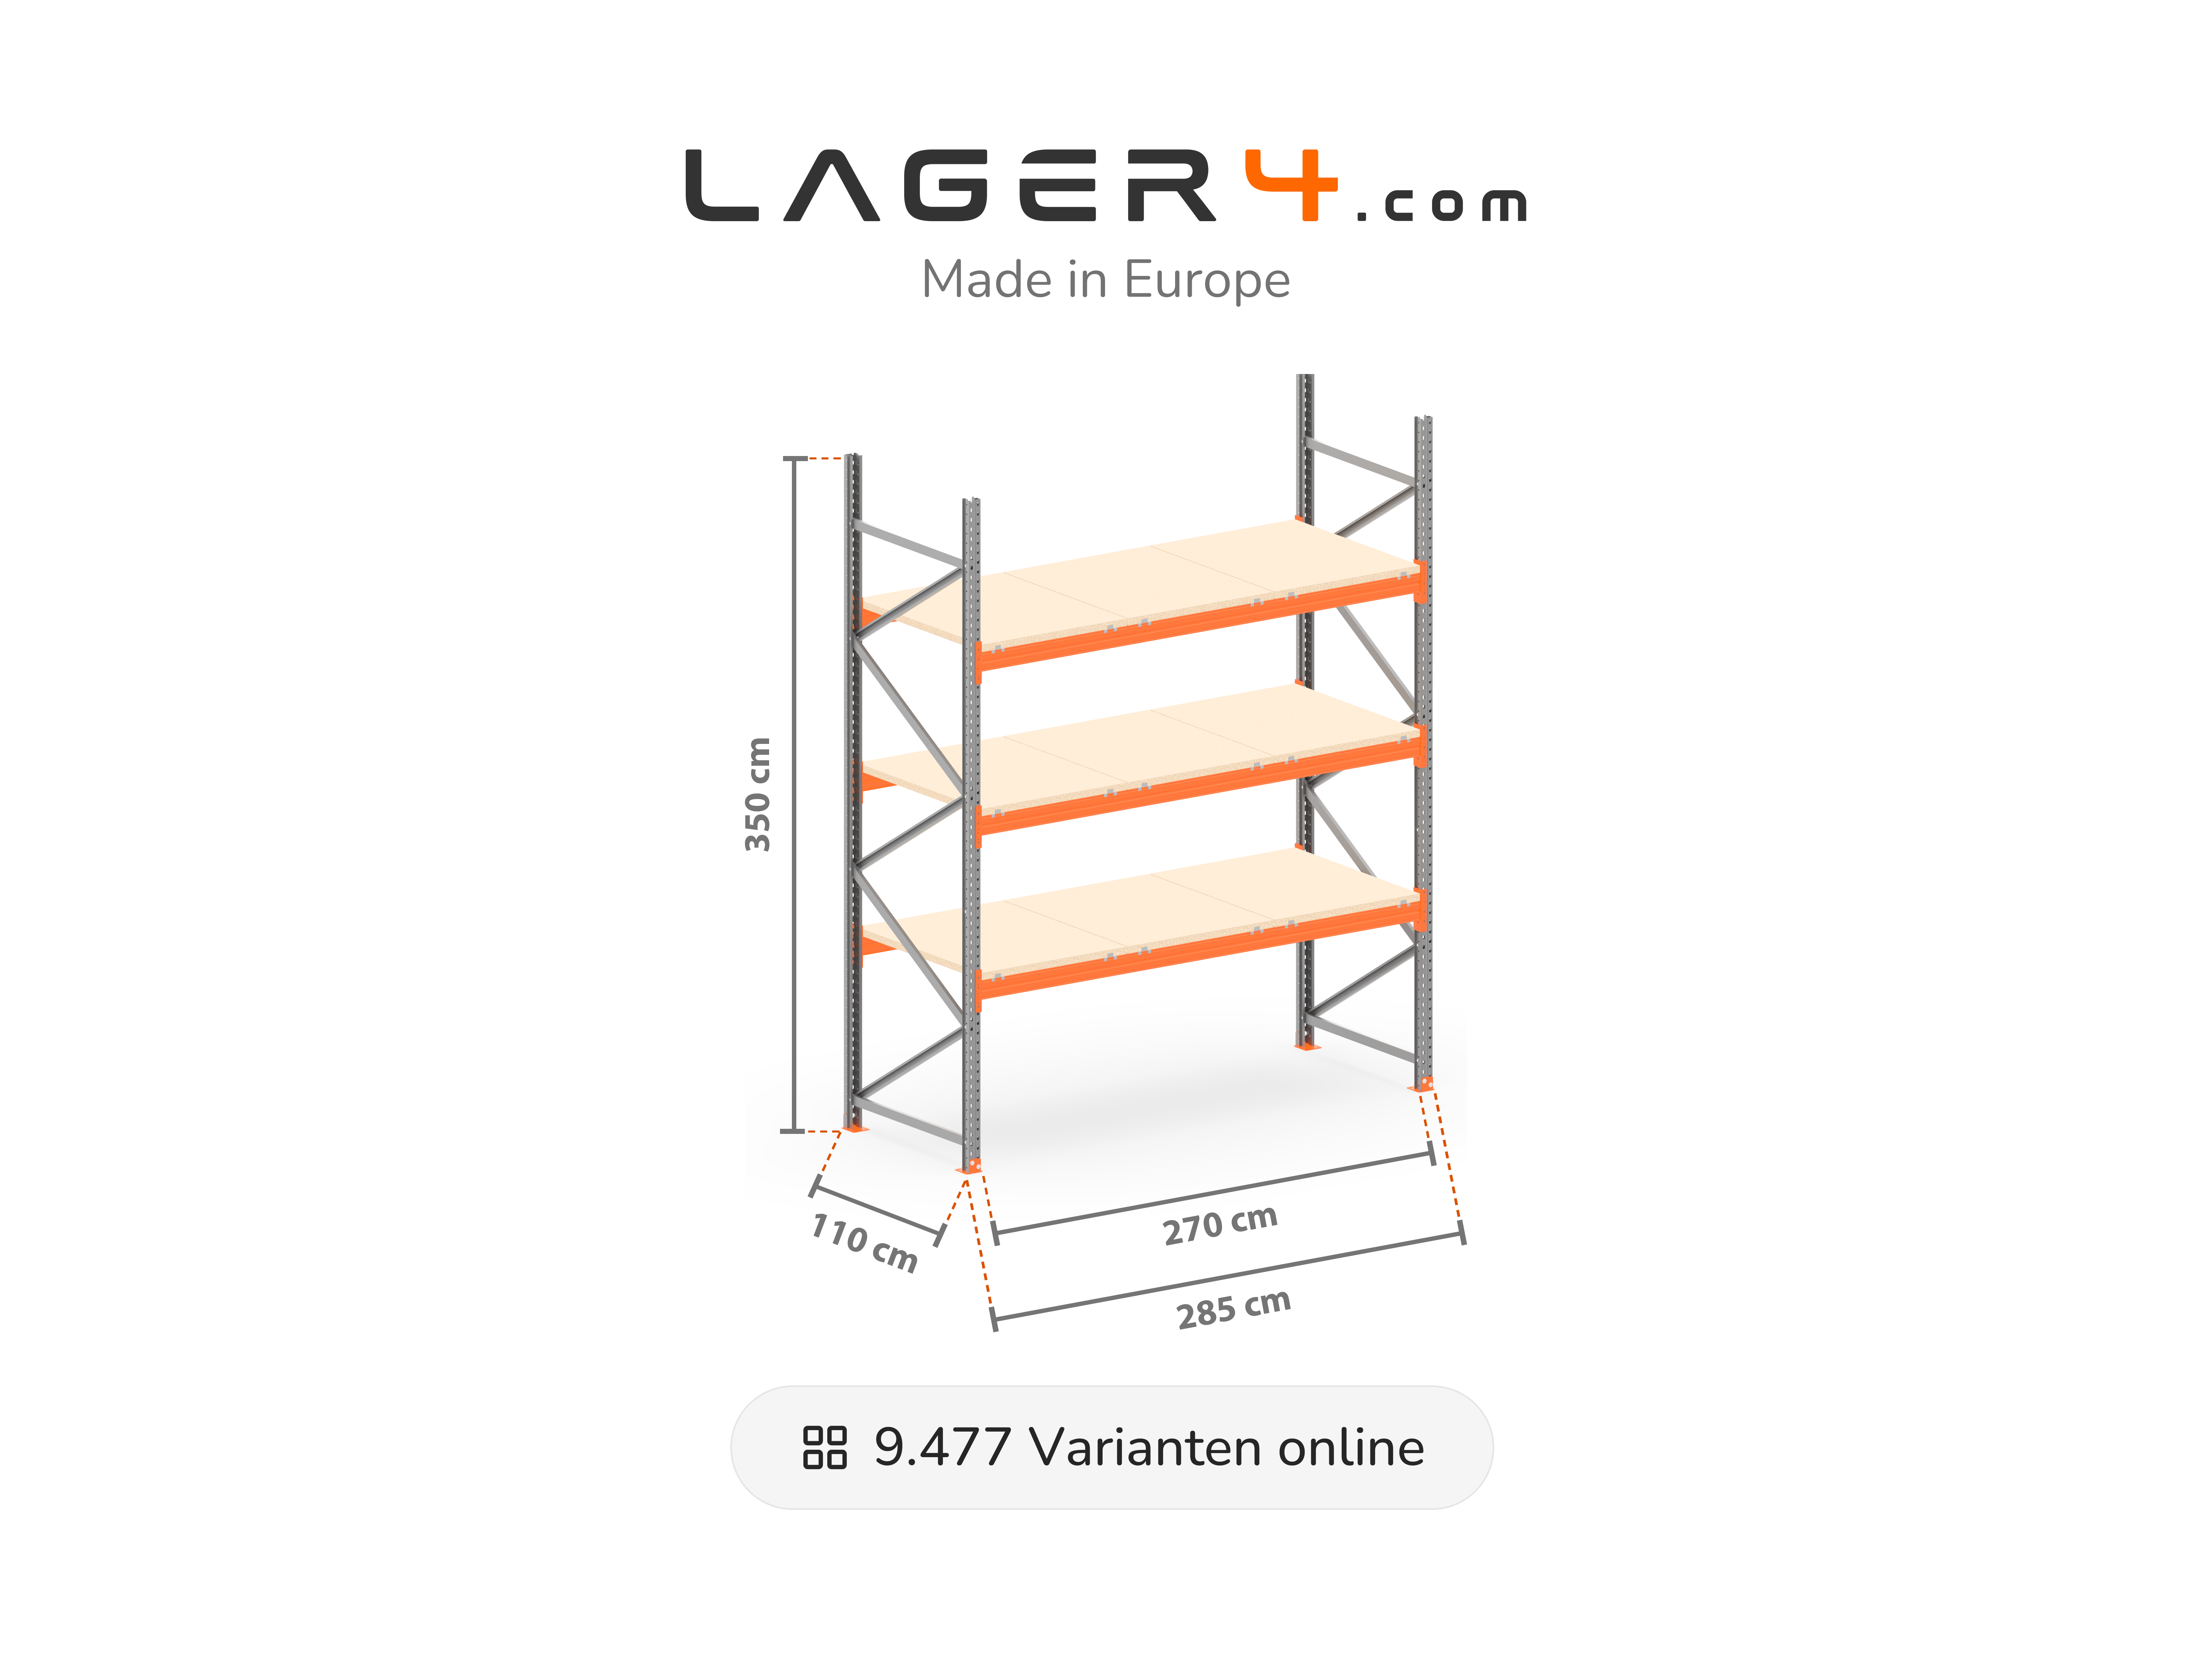 LAGER4.com
Made in Europe
350 cm
110 cm
270 cm
285 cm
9.477 Varianten online